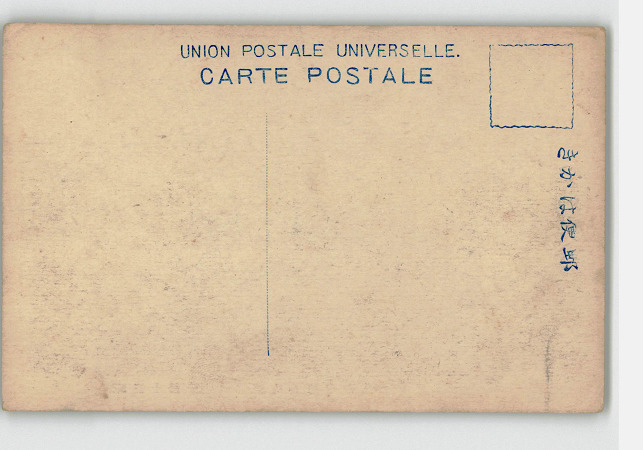 UNION POSTALE UNIVERSELLE.
CARTE POSTALE
きかは便郵